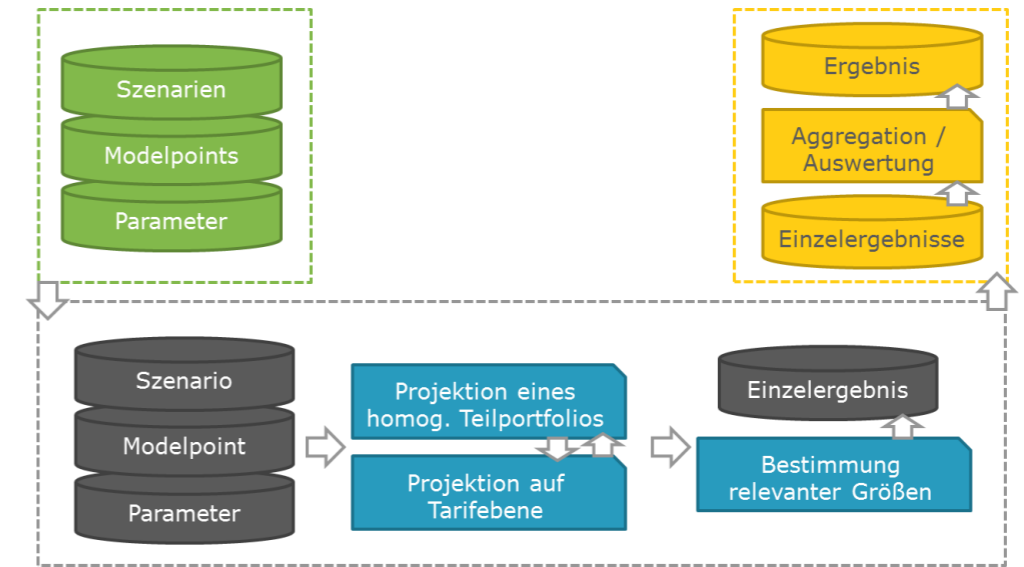 Szenarien
Modelpoints
Parameter
Ergebnis
Aggregation /
Auswertung
Einzelergebnisse
Szenario
Modelpoint
Parameter
Projektion eines
homog. Teilportfolios
Projektion auf
Tarifebene
Einzelergebnis
Bestimmung
relevanter Größen